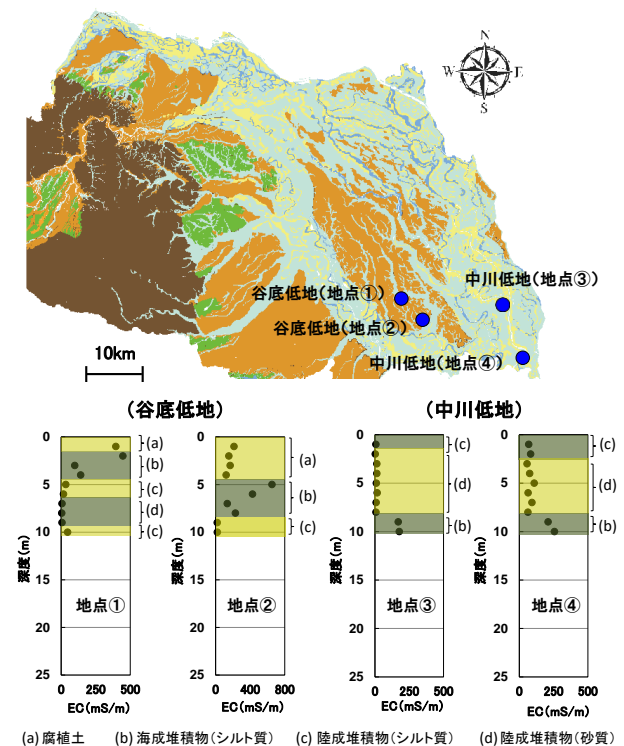 N
W E
S
中川低地(地点③)
谷底低地(地点①)
谷底低地(地点②)
中川低地(地点④)
10km
(谷底低地) (中川低地)
0 5 10 15 20 25
深度(m)
(a)
(b)
(c)
(d)
(c)
地点①
0 500
EC(mS/m)
0 5 10 15 20 25
深度(m)
(a)
(b)
(c)
地点②
0 400 800
EC(mS/m)
0 5 10 15 20 25
深度(m)
(c)
(d)
(b)
地点③
0 500
EC(mS/m)
0 5 10 15 20 25
深度(m)
(c)
(d)
(b)
地点④
0 500
EC(mS/m)
(a) 腐植土 (b) 海成堆積物(シルト質) (c) 陸成堆積物(シルト質) (d) 陸成堆積物(砂質)